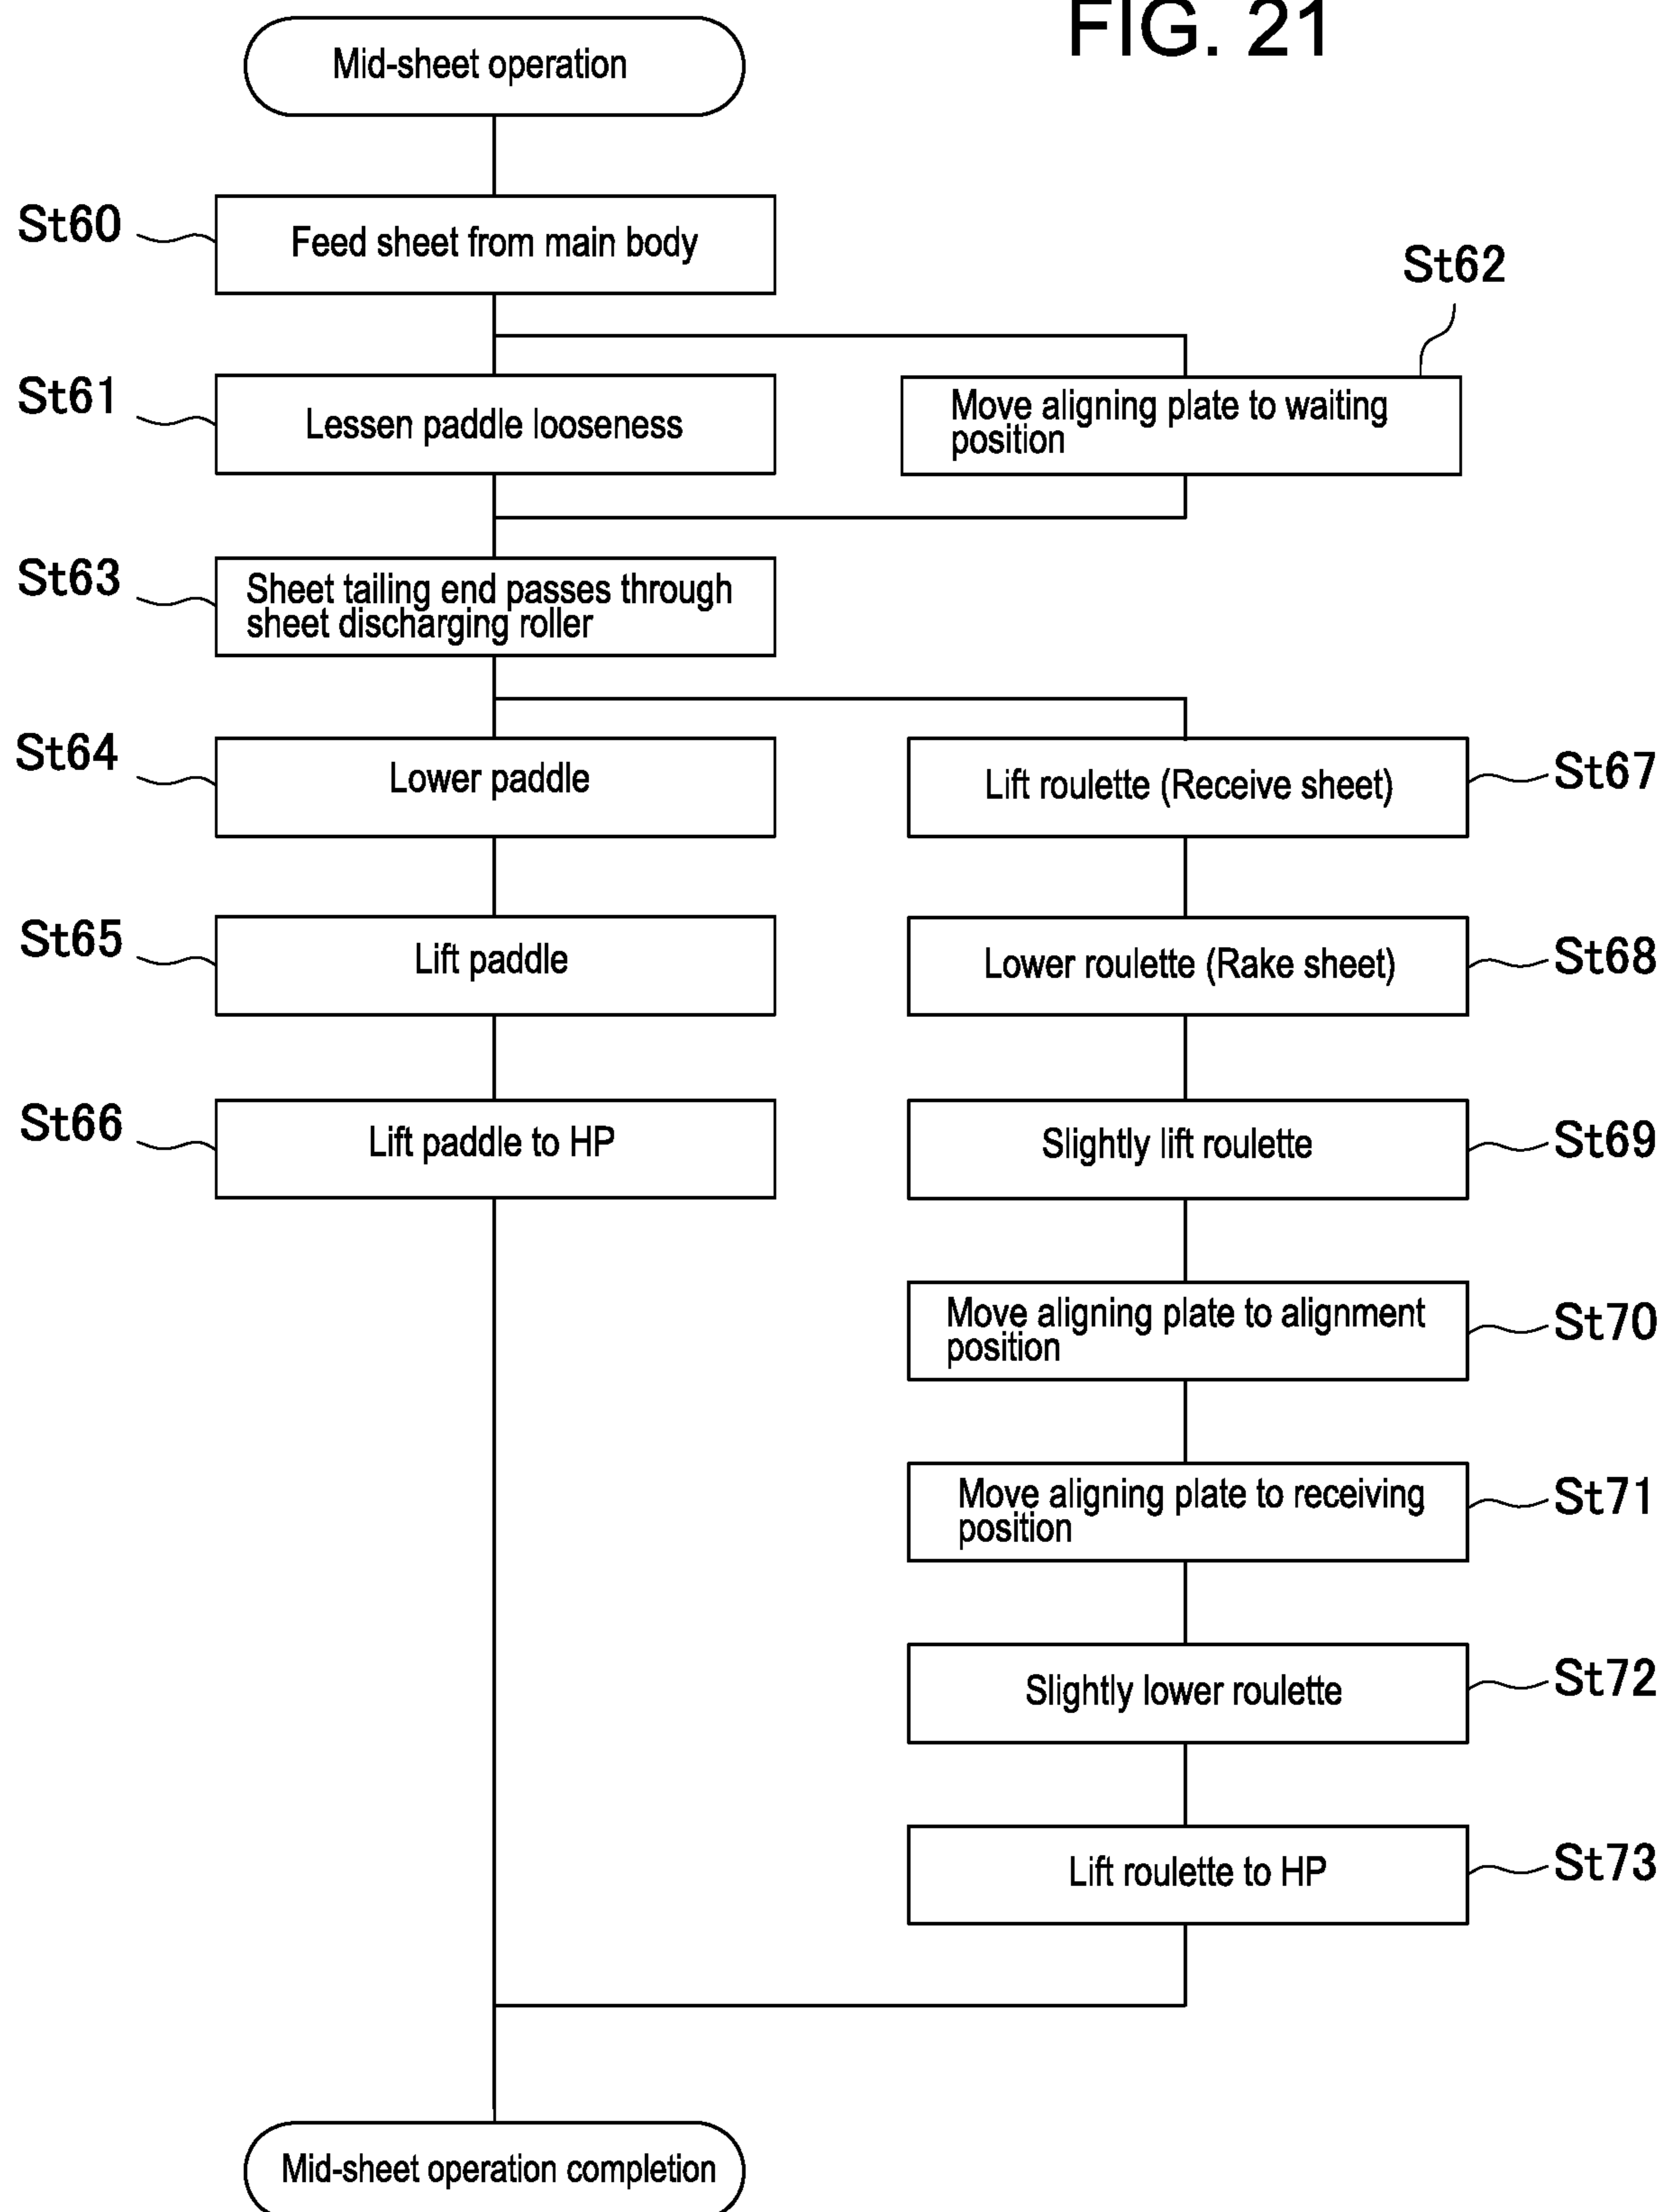 FIG. 21
Mid-sheet operation
St60
Feed sheet from main body
St62
St61
Lessen paddle looseness
Move aligning plate to waiting
position
St63
Sheet tailing end passes through
sheet discharging roller
St64
Lower paddle
Lift roulette (Receive sheet)
St67
St65
Lift paddle
Lower roulette (Rake sheet)
St68
St66
Lift paddle to HP
Slightly lift roulette
St69
Move aligning plate to alignment
position
St70
Move aligning plate to receiving
position
St71
Slightly lower roulette
St72
Lift roulette to HP
St73
Mid-sheet operation completion